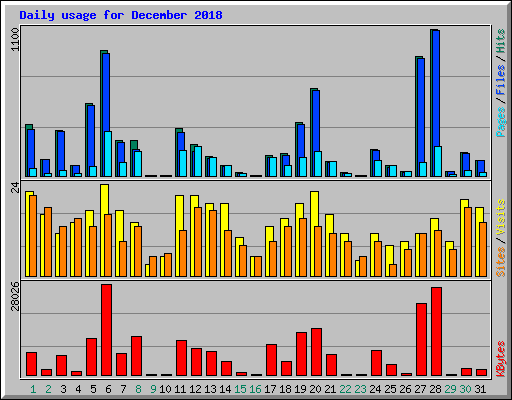 Daily usage for December 2018
1100
Pages / Files / Hits
24
Sites / Visits
28026
KBytes
1 2 3 4 5 6 7 8 9 10 11 12 13 14 15 16 17 18 19 20 21 22 23 24 25 26 27 28 29 30 31